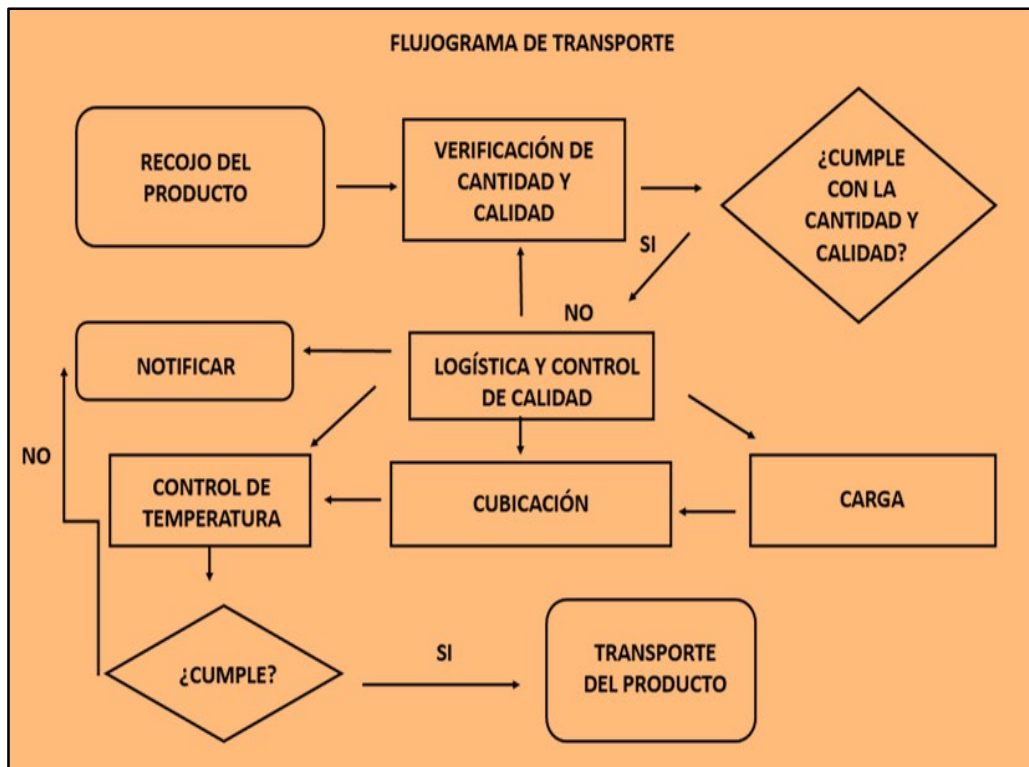 FLUJOGRAMA DE TRANSPORTE
RECOJO DEL
PRODUCTO
VERIFICACIÓN DE
CANTIDAD Y
CALIDAD
¿CUMPLE
CON LA
CANTIDAD Y
CALIDAD?
SI
NO
NOTIFICAR
LOGÍSTICA Y CONTROL
DE CALIDAD
NO
CONTROL DE
TEMPERATURA
CUBICACIÓN
CARGA
¿CUMPLE?
SI
TRANSPORTE
DEL PRODUCTO